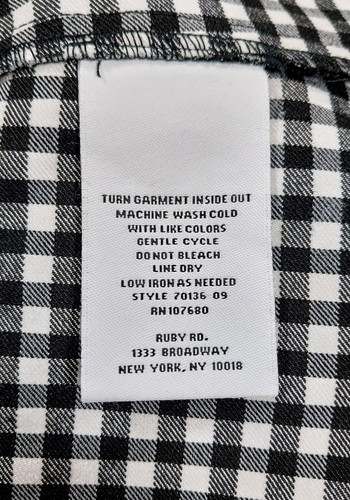 TURN GARMENT INSIDE OUT
MACHINE WASH COLD
WITH LIKE COLORS
GENTLE CYCLE
DO NOT BLEACH
LINE DRY
LOW IRON AS NEEDED
STYLE 70136 09
RN107680
RUBY RD.
1333 BROADWAY
NEW YORK, NY 10018